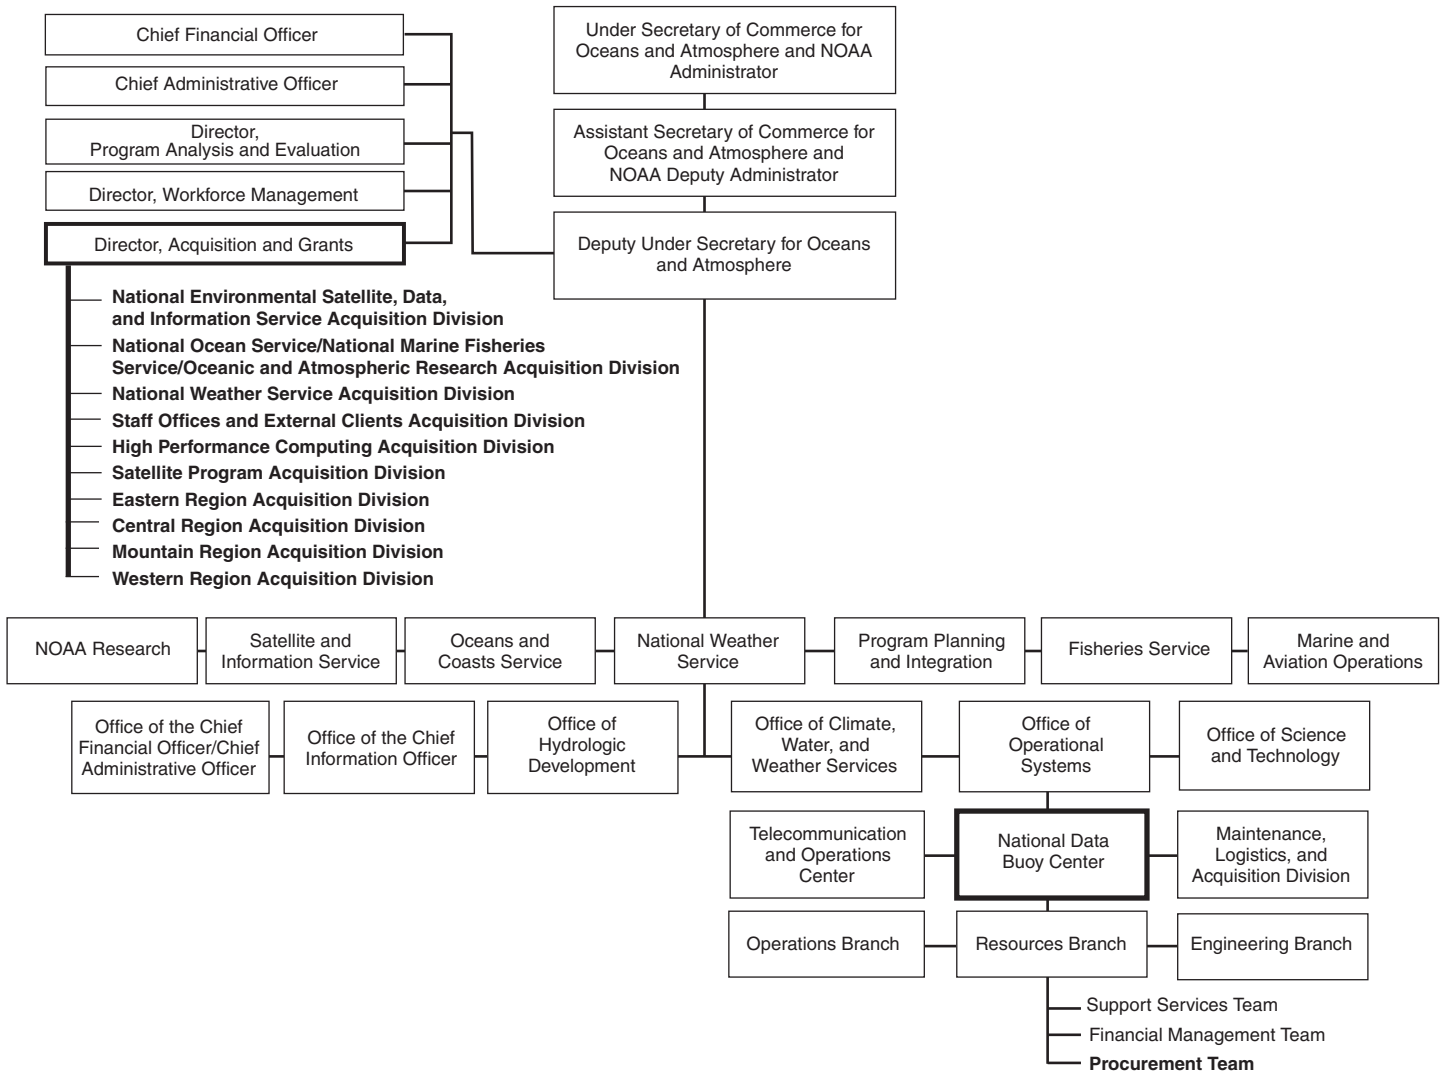 Chief Financial Officer
Chief Administrative Officer
Director,
Program Analysis and Evaluation
Director, Workforce Management
Director, Acquisition and Grants
Under Secretary of Commerce for
Oceans and Atmosphere and NOAA
Administrator
Assistant Secretary of Commerce for
Oceans and Atmosphere and
NOAA Deputy Administrator
Deputy Under Secretary for Oceans
and Atmosphere
National Environmental Satellite, Data,
and Information Service Acquisition Division
National Ocean Service/National Marine Fisheries
Service/Oceanic and Atmospheric Research Acquisition Division
National Weather Service Acquisition Division
Staff Offices and External Clients Acquisition Division
High Performance Computing Acquisition Division
Satellite Program Acquisition Division
Eastern Region Acquisition Division
Central Region Acquisition Division
Mountain Region Acquisition Division
Western Region Acquisition Division
NOAA Research
Satellite and
Information Service
Oceans and
Coasts Service
National Weather
Service
Program Planning
and Integration
Fisheries Service
Marine and
Aviation Operations
Office of the Chief
Financial Officer/Chief
Administrative Officer
Office of the Chief
Information Officer
Office of
Hydrologic
Development
Office of Climate,
Water, and
Weather Services
Office of
Operational
Systems
Office of Science
and Technology
Telecommunication
and Operations
Center
National Data
Buoy Center
Maintenance,
Logistics, and
Acquisition Division
Operations Branch
Resources Branch
Engineering Branch
Support Services Team
Financial Management Team
Procurement Team